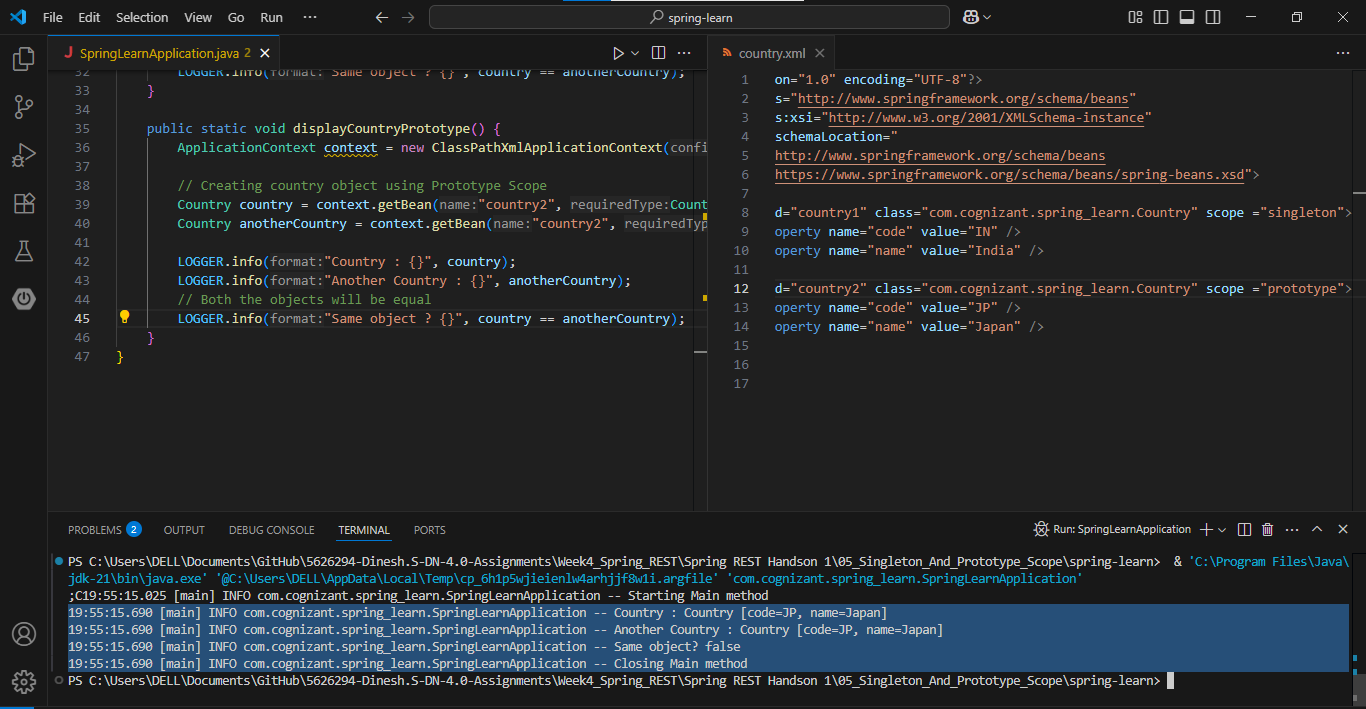 File Edit Selection View Go Run ··· spring-learn
SpringLearnApplication.java 2
32 LOGGER.info(format:"Same object ? {}", country == anotherCountry);
33 }
34
35 public static void displayCountryPrototype() {
36 ApplicationContext context = new ClassPathXmlApplicationContext(confi
37
38 // Creating country object using Prototype Scope
39 Country country = context.getBean(name:"country2", requiredType:Count
40 Country anotherCountry = context.getBean(name:"country2", requiredTyp
41
42 LOGGER.info(format:"Country : {}", country);
43 LOGGER.info(format:"Another Country : {}", anotherCountry);
44 // Both the objects will be equal
45 LOGGER.info(format:"Same object ? {}", country == anotherCountry);
46 }
47 }
country.xml
1 on="1.0" encoding="UTF-8"?>
2 s="http://www.springframework.org/schema/beans"
3 s:xsi="http://www.w3.org/2001/XMLSchema-instance"
4 schemaLocation="
5 http://www.springframework.org/schema/beans
6 https://www.springframework.org/schema/beans/spring-beans.xsd">
7
8 d="country1" class="com.cognizant.spring_learn.Country" scope ="singleton">
9 operty name="code" value="IN" />
10 operty name="name" value="India" />
11
12 d="country2" class="com.cognizant.spring_learn.Country" scope ="prototype">
13 operty name="code" value="JP" />
14 operty name="name" value="Japan" />
15
16
17
PROBLEMS 2 OUTPUT DEBUG CONSOLE TERMINAL PORTS Run: SpringLearnApplication
PS C:\Users\DELL\Documents\GitHub\5626294-Dinesh.S-DN-4.0-Assignments\Week4_Spring_REST\Spring REST Handson 1\05_Singleton_And_Prototype_Scope\spring-learn> & 'C:\Program Files\Java\
jdk-21\bin\java.exe' '@C:\Users\DELL\AppData\Local\Temp\cp_6h1p5wjieienlw4arhjjf8w1i.argfile' 'com.cognizant.spring_learn.SpringLearnApplication'
;C19:55:15.025 [main] INFO com.cognizant.spring_learn.SpringLearnApplication -- Starting Main method
19:55:15.690 [main] INFO com.cognizant.spring_learn.SpringLearnApplication -- Country : Country [code=JP, name=Japan]
19:55:15.690 [main] INFO com.cognizant.spring_learn.SpringLearnApplication -- Another Country : Country [code=JP, name=Japan]
19:55:15.690 [main] INFO com.cognizant.spring_learn.SpringLearnApplication -- Same object? false
19:55:15.690 [main] INFO com.cognizant.spring_learn.SpringLearnApplication -- Closing Main method
PS C:\Users\DELL\Documents\GitHub\5626294-Dinesh.S-DN-4.0-Assignments\Week4_Spring_REST\Spring REST Handson 1\05_Singleton_And_Prototype_Scope\spring-learn>